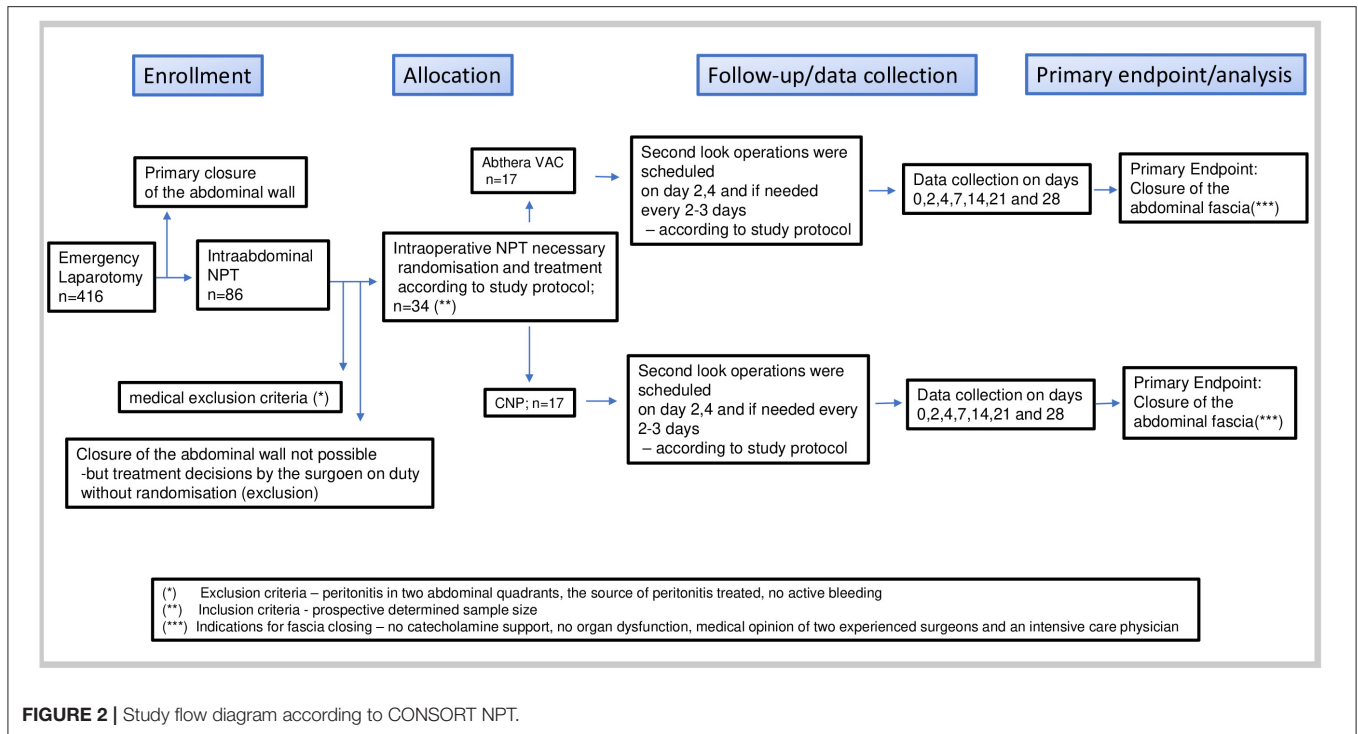 Enrollment
Allocation
Follow-up/data collection
Primary endpoint/analysis
Primary closure
of the abdominal wall
Emergency
Laparotomy
n=416
Intraabdominal
NPT
n=86
medical exclusion criteria (*)
Closure of the abdominal wall not possible
-but treatment decisions by the surgoen on duty
without randomisation (exclusion)
Abthera VAC
n=17
Intraoperative NPT necessary
randomisation and treatment
according to study protocol;
n=34 (**)
CNP; n=17
Second look operations were
scheduled
on day 2,4 and if needed
every 2-3 days
– according to study protocol
Data collection on days
0,2,4,7,14,21 and 28
Primary Endpoint:
Closure of the
abdominal fascia(***)
Second look operations were
scheduled
on day 2,4 and if needed every
2-3 days
– according to study protocol
Data collection on days
0,2,4,7,14,21 and 28
Primary Endpoint:
Closure of the
abdominal fascia(***)
(*) Exclusion criteria – peritonitis in two abdominal quadrants, the source of peritonitis treated, no active bleeding
(**) Inclusion criteria - prospective determined sample size
(***) Indications for fascia closing – no catecholamine support, no organ dysfunction, medical opinion of two experienced surgeons and an intensive care physician
FIGURE 2 | Study flow diagram according to CONSORT NPT.